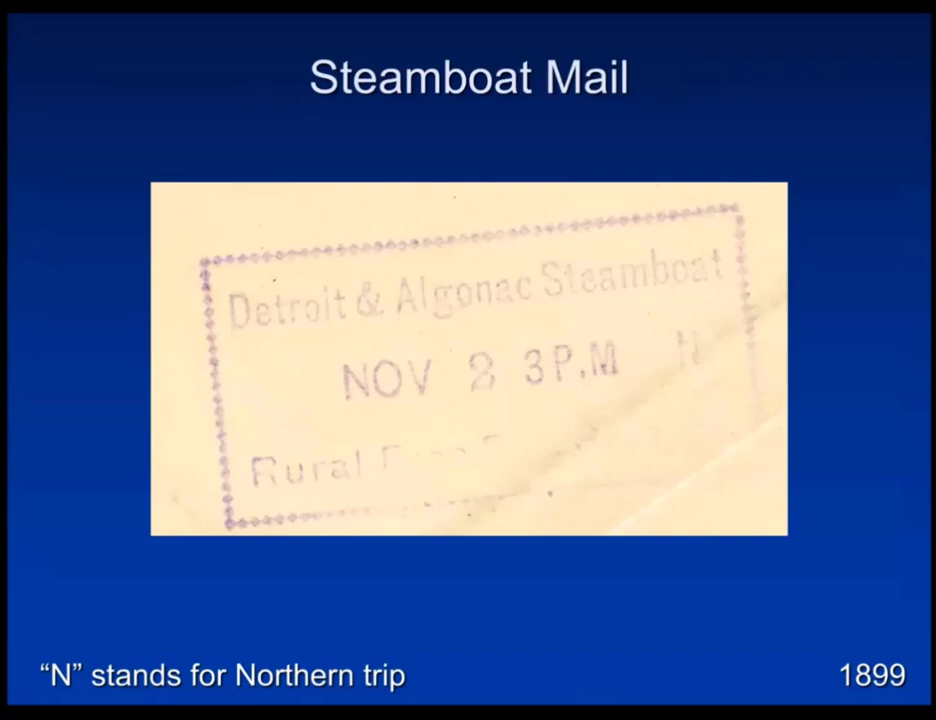 Steamboat Mail
Detroit & Algonac Steamboat
NOV 2 3P.M N
Rural
“N” stands for Northern trip
1899